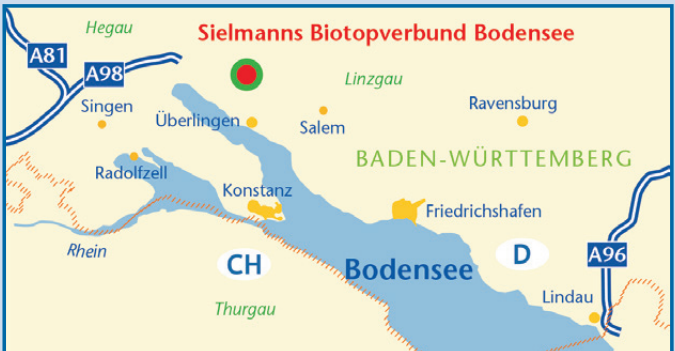 Hegau
Sielmanns Biotopverbund Bodensee
A81
A98
Linzgau
Singen
Überlingen
Salem
Ravensburg
BADEN-WÜRTTEMBERG
Radolfzell
Konstanz
Friedrichshafen
Rhein
CH
Bodensee
D
A96
Thurgau
Lindau